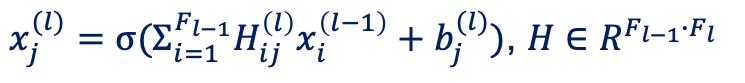 x_j^{(l)} = σ(Σ_{i=1}^{F_{l-1}} H_{ij}^{(l)} x_i^{(l-1)} + b_j^{(l)}), H ∈ R^{F_{l-1}·F_l}